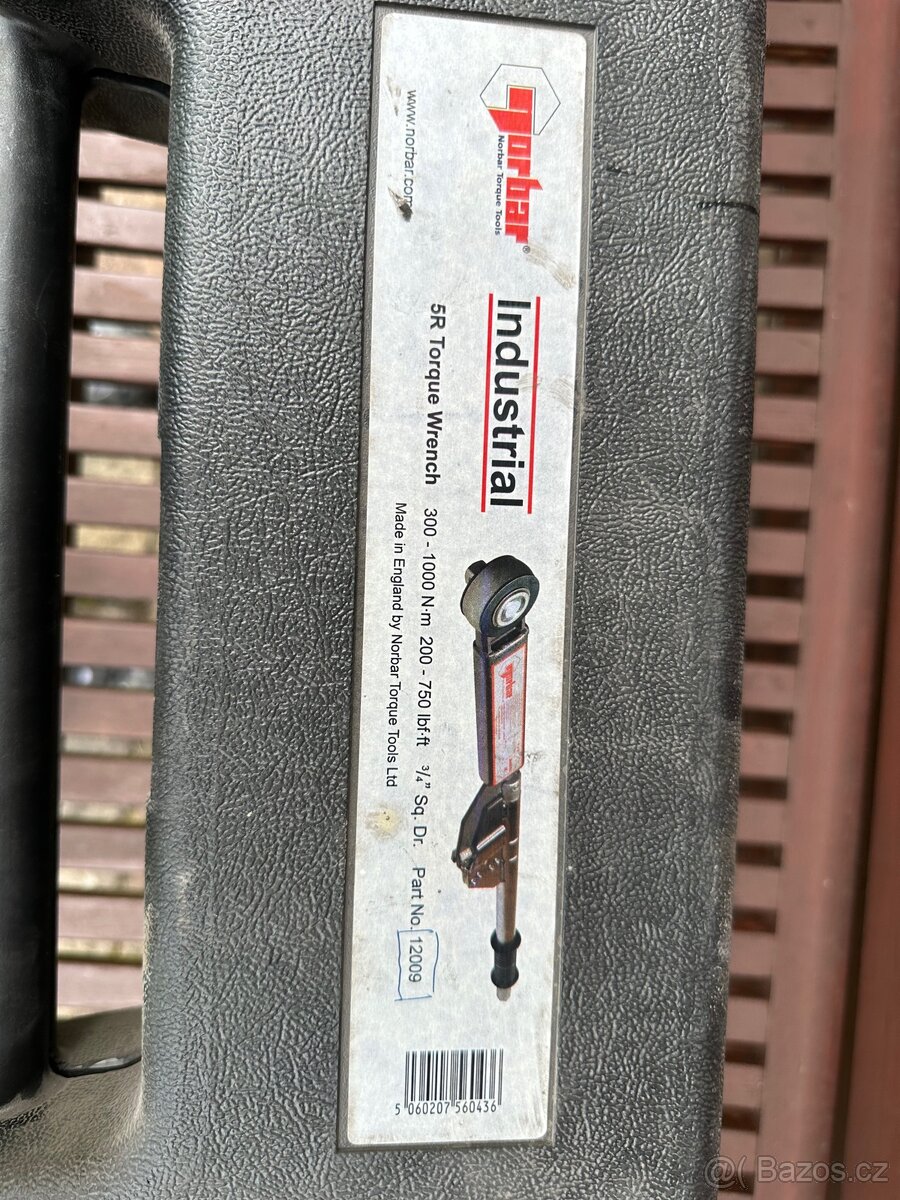 norbar®
Norbar Torque Tools
www.norbar.com
Industrial
5R Torque Wrench 300 - 1000 N·m 200 - 750 lbf·ft ³/₄" Sq. Dr. Part No. 12009
Made in England by Norbar Torque Tools Ltd
norbar
5 060207 560436
@( Bazos.cz